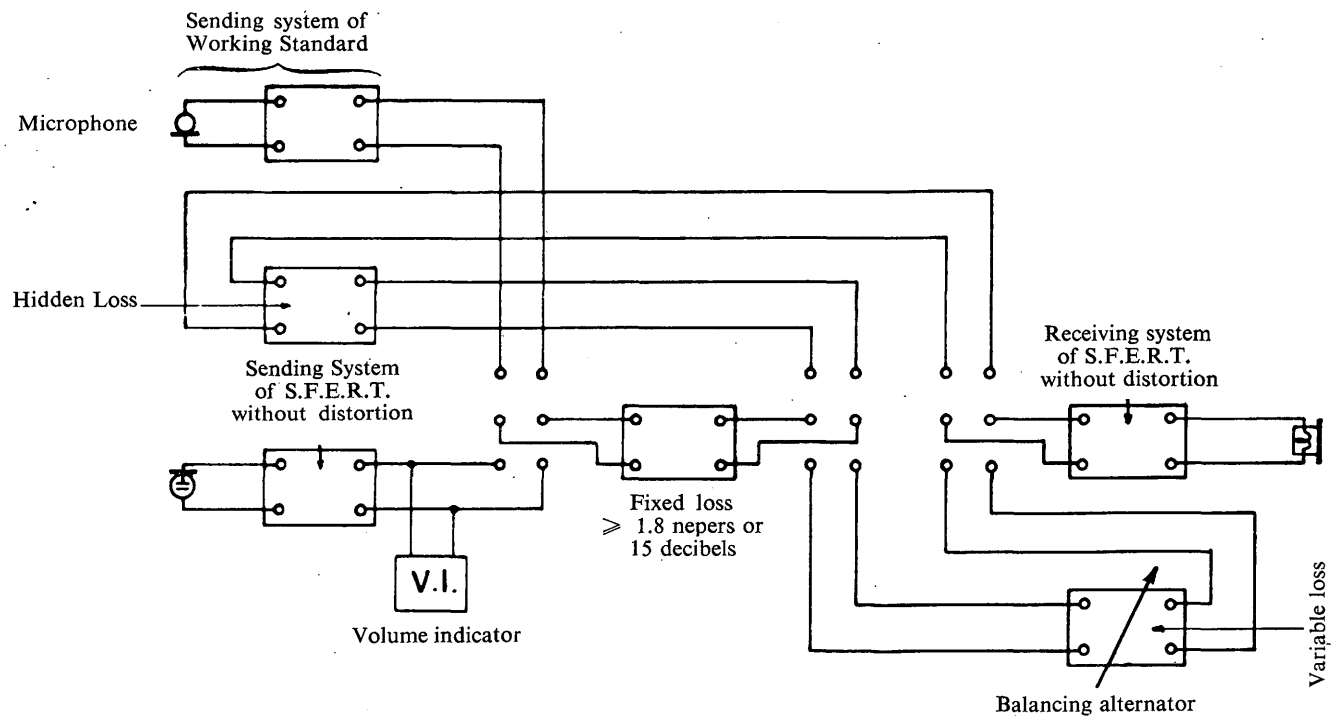 Sending system of
Working Standard
Microphone
Hidden Loss
Sending System
of S.F.E.R.T.
without distortion
Receiving system
of S.F.E.R.T.
without distortion
Fixed loss
⩾ 1.8 nepers or
15 decibels
V.I.
Volume indicator
Variable loss
Balancing alternator